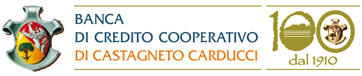 BANCA
DI CREDITO COOPERATIVO
DI CASTAGNETO CARDUCCI
100
dal 1910